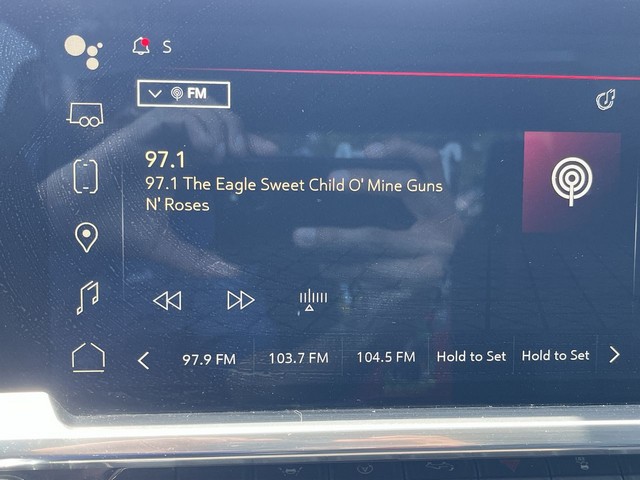 S
FM
97.1
97.1 The Eagle Sweet Child O' Mine Guns
N' Roses
97.9 FM 103.7 FM 104.5 FM Hold to Set Hold to Set